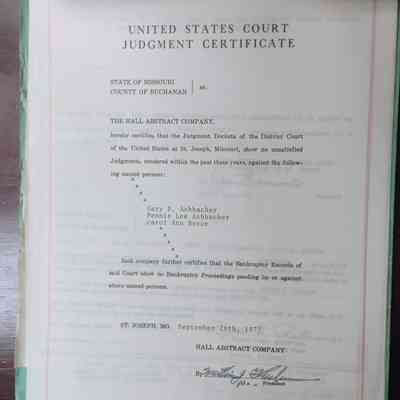 UNITED STATES COURT
JUDGMENT CERTIFICATE
STATE OF MISSOURI
COUNTY OF BUCHANAN } ss.
THE HALL ABSTRACT COMPANY,
hereby certifies, that the Judgment Dockets of the District Court
of the United States at St. Joseph, Missouri, show no unsatisfied
Judgments, rendered within the past three years, against the follow-
ing named persons:
Gary
Ashbacher
Lea Ashbacher
Carol Ann
Said company further certifies that the Bankruptcy Records of
said Court show no Bankruptcy Proceedings pending by or against
above named persons.
ST. JOSEPH, MO. September
HALL ABSTRACT COMPANY
By
President